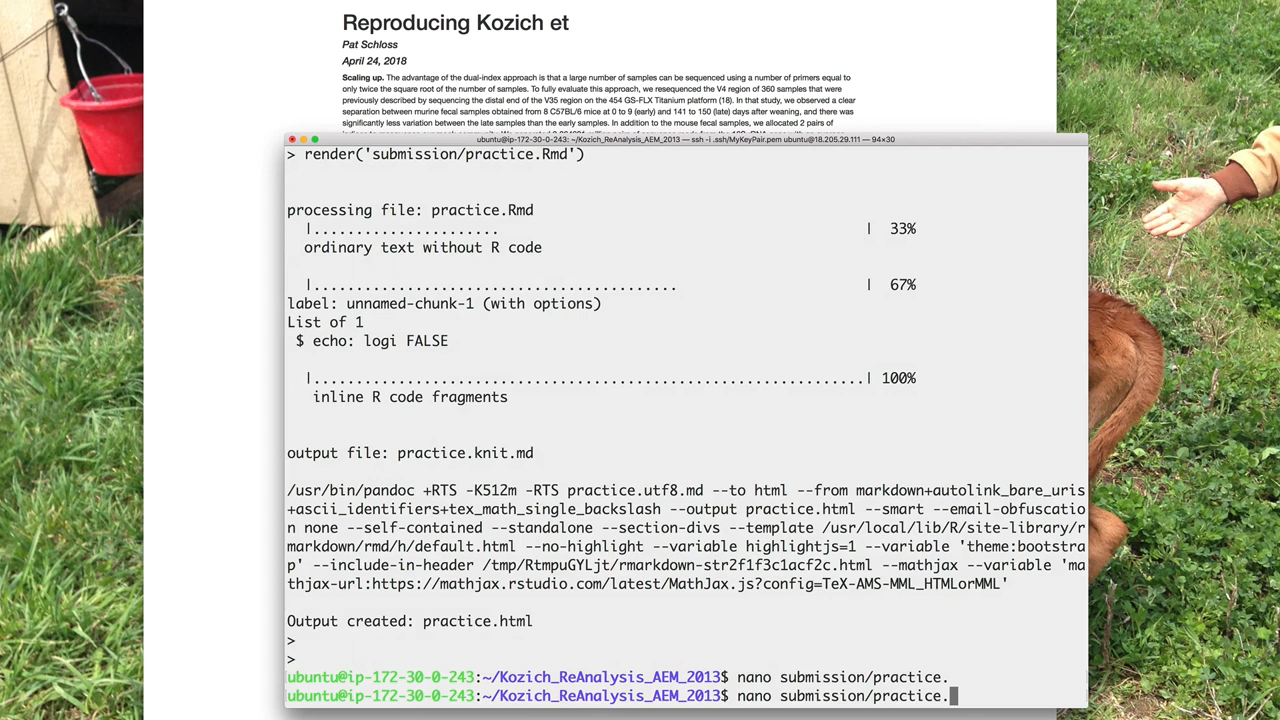 Reproducing Kozich et
Pat Schloss
April 24, 2018
Scaling up. The advantage of the dual-index approach is that a large number of samples can be sequenced using a number of primers equal to
only twice the square root of the number of samples. To fully evaluate this approach, we resequenced the V4 region of 360 samples that were
previously described by sequencing the distal end of the V35 region on the 454 GS-FLX Titanium platform (18). In that study, we observed a clear
separation between murine fecal samples obtained from 8 C57BL/6 mice at 0 to 9 (early) and 141 to 150 (late) days after weaning, and there was
significantly less variation between the late samples than the early samples. In addition to the mouse fecal samples, we allocated 2 pairs of
ubuntu@ip-172-30-0-243: ~/Kozich_ReAnalysis_AEM_2013 — ssh -i .ssh/MyKeyPair.pem ubuntu@18.205.29.111 — 94×30
> render('submission/practice.Rmd')
processing file: practice.Rmd
|...................... | 33%
ordinary text without R code
|........................................... | 67%
label: unnamed-chunk-1 (with options)
List of 1
$ echo: logi FALSE
|.................................................................| 100%
inline R code fragments
output file: practice.knit.md
/usr/bin/pandoc +RTS -K512m -RTS practice.utf8.md --to html --from markdown+autolink_bare_uris
+ascii_identifiers+tex_math_single_backslash --output practice.html --smart --email-obfuscatio
n none --self-contained --standalone --section-divs --template /usr/local/lib/R/site-library/r
markdown/rmd/h/default.html --no-highlight --variable highlightjs=1 --variable 'theme:bootstra
p' --include-in-header /tmp/RtmpuGYLjt/rmarkdown-str2f1f3c1acf2c.html --mathjax --variable 'ma
thjax-url:https://mathjax.rstudio.com/latest/MathJax.js?config=TeX-AMS-MML_HTMLorMML'
Output created: practice.html
>
>
ubuntu@ip-172-30-0-243:~/Kozich_ReAnalysis_AEM_2013$ nano submission/practice.
ubuntu@ip-172-30-0-243:~/Kozich_ReAnalysis_AEM_2013$ nano submission/practice.